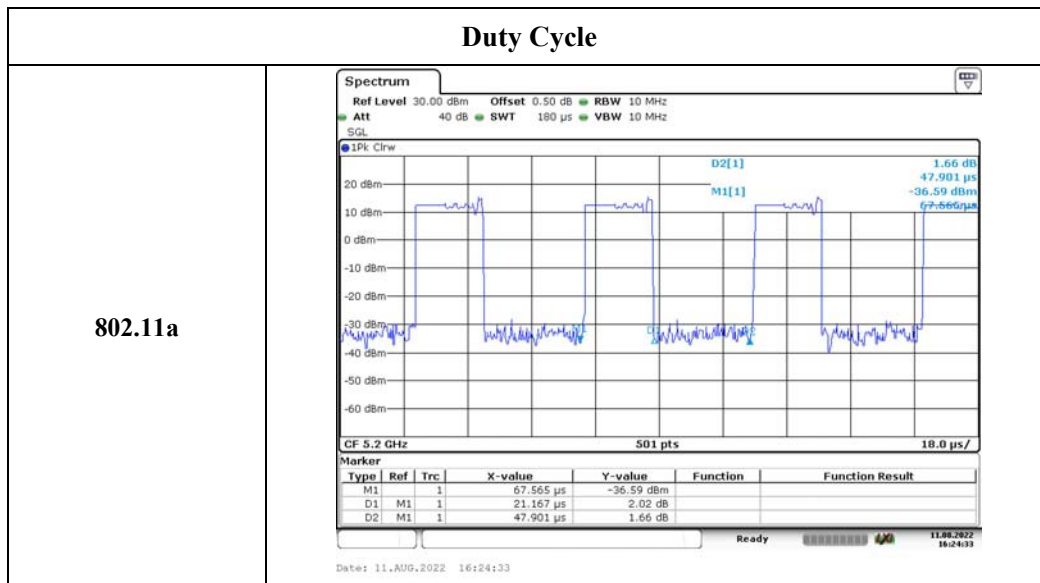 Duty Cycle
802.11a
Spectrum
Ref Level 30.00 dBm Offset 0.50 dB RBW 10 MHz
Att 40 dB SWT 180 µs VBW 10 MHz
SGL
1Pk Clrw
D2[1] 1.66 dB
47.901 µs
M1[1] -36.59 dBm
67.566 µs
20 dBm
10 dBm
0 dBm
-10 dBm
-20 dBm
-30 dBm
M1 D1 D2
-40 dBm
-50 dBm
-60 dBm
CF 5.2 GHz 501 pts 18.0 µs/
Marker
Type Ref Trc X-value Y-value Function Function Result
M1 1 67.565 µs -36.59 dBm
D1 M1 1 21.167 µs 2.02 dB
D2 M1 1 47.901 µs 1.66 dB
Ready 11.08.2022
16:24:33
Date: 11.AUG.2022 16:24:33